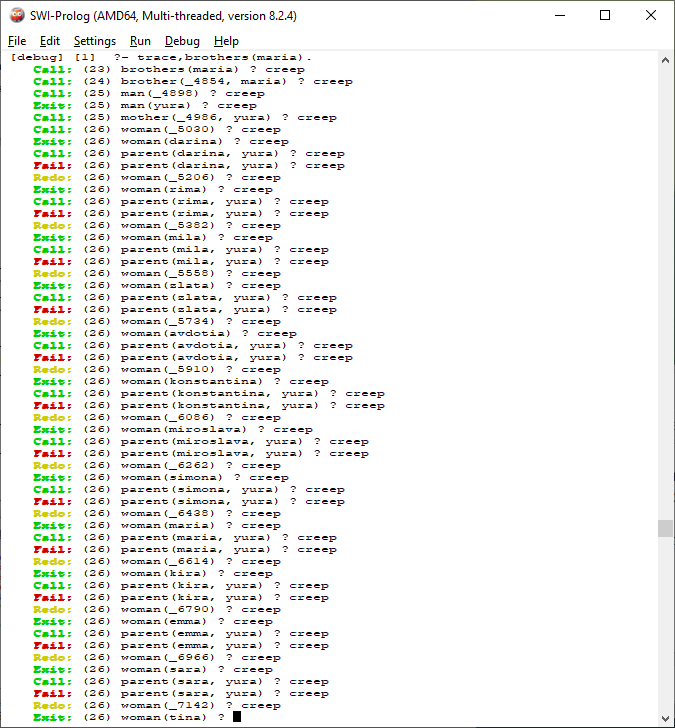 SWI-Prolog (AMD64, Multi-threaded, version 8.2.4)
File Edit Settings Run Debug Help
[debug] [1] ?- trace,brothers(maria).
Call: (23) brothers(maria) ? creep
Call: (24) brother(_4854, maria) ? creep
Call: (25) man(_4898) ? creep
Exit: (25) man(yura) ? creep
Call: (25) mother(_4986, yura) ? creep
Call: (26) woman(_5030) ? creep
Exit: (26) woman(darina) ? creep
Call: (26) parent(darina, yura) ? creep
Fail: (26) parent(darina, yura) ? creep
Redo: (26) woman(_5206) ? creep
Exit: (26) woman(rima) ? creep
Call: (26) parent(rima, yura) ? creep
Fail: (26) parent(rima, yura) ? creep
Redo: (26) woman(_5382) ? creep
Exit: (26) woman(mila) ? creep
Call: (26) parent(mila, yura) ? creep
Fail: (26) parent(mila, yura) ? creep
Redo: (26) woman(_5558) ? creep
Exit: (26) woman(zlata) ? creep
Call: (26) parent(zlata, yura) ? creep
Fail: (26) parent(zlata, yura) ? creep
Redo: (26) woman(_5734) ? creep
Exit: (26) woman(avdotia) ? creep
Call: (26) parent(avdotia, yura) ? creep
Fail: (26) parent(avdotia, yura) ? creep
Redo: (26) woman(_5910) ? creep
Exit: (26) woman(konstantina) ? creep
Call: (26) parent(konstantina, yura) ? creep
Fail: (26) parent(konstantina, yura) ? creep
Redo: (26) woman(_6086) ? creep
Exit: (26) woman(miroslava) ? creep
Call: (26) parent(miroslava, yura) ? creep
Fail: (26) parent(miroslava, yura) ? creep
Redo: (26) woman(_6262) ? creep
Exit: (26) woman(simona) ? creep
Call: (26) parent(simona, yura) ? creep
Fail: (26) parent(simona, yura) ? creep
Redo: (26) woman(_6438) ? creep
Exit: (26) woman(maria) ? creep
Call: (26) parent(maria, yura) ? creep
Fail: (26) parent(maria, yura) ? creep
Redo: (26) woman(_6614) ? creep
Exit: (26) woman(kira) ? creep
Call: (26) parent(kira, yura) ? creep
Fail: (26) parent(kira, yura) ? creep
Redo: (26) woman(_6790) ? creep
Exit: (26) woman(emma) ? creep
Call: (26) parent(emma, yura) ? creep
Fail: (26) parent(emma, yura) ? creep
Redo: (26) woman(_6966) ? creep
Exit: (26) woman(sara) ? creep
Call: (26) parent(sara, yura) ? creep
Fail: (26) parent(sara, yura) ? creep
Redo: (26) woman(_7142) ? creep
Exit: (26) woman(tina) ?